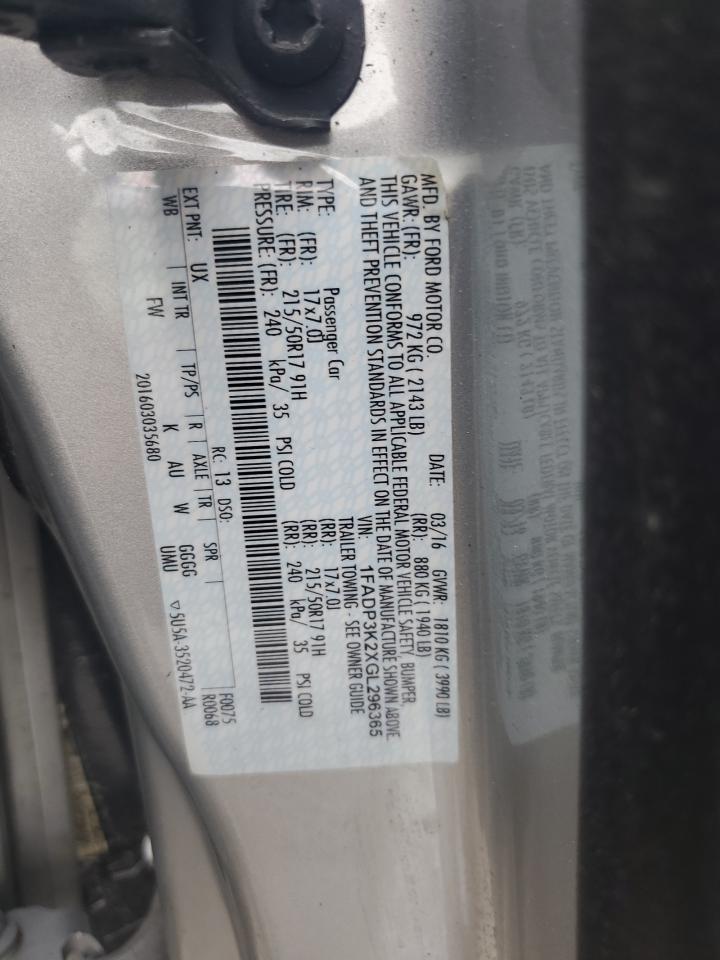 MFD. BY FORD MOTOR CO. DATE: 03/16 GVWR: 1810 KG ( 3990 LB)
GAWR: (FR): 972 KG ( 2143 LB) (RR): 880 KG ( 1940 LB)
THIS VEHICLE CONFORMS TO ALL APPLICABLE FEDERAL MOTOR VEHICLE SAFETY, BUMPER,
AND THEFT PREVENTION STANDARDS IN EFFECT ON THE DATE OF MANUFACTURE SHOWN ABOVE.
VIN: 1FADP3K2XGL296365
TYPE: Passenger Car TRAILER TOWING - SEE OWNER GUIDE
RIM: (FR): 17x7.0J (RR): 17x7.0J
TIRE: (FR): 215/50R17 91H (RR): 215/50R17 91H
PRESSURE: (FR): 240 kPa/ 35 PSI COLD (RR): 240 kPa/ 35 PSI COLD
F0075
EXT PNT: UX RC: 13 DSO: R0068
WB INT TR TP/PS R AXLE TR SPR
FW K AU W GGGG 5U5A-3520472-AA
201603035680 UMU